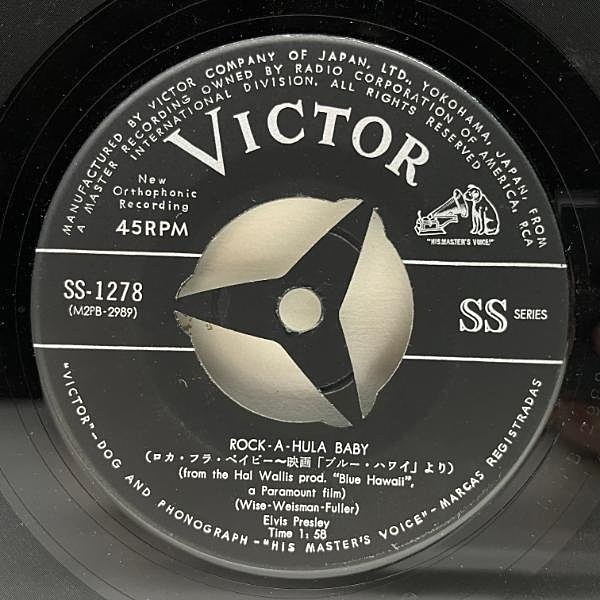 MANUFACTURED BY VICTOR COMPANY OF JAPAN, LTD., YOKOHAMA, JAPAN, FROM
A MASTER RECORDING OWNED BY RADIO CORPORATION OF AMERICA, RCA
INTERNATIONAL DIVISION. ALL RIGHTS RESERVED
VICTOR
New
Orthophonic
Recording
45RPM
"HIS MASTER'S VOICE"
SS-1278
(M2PB-2989)
SS SERIES
ROCK-A-HULA BABY
(ロカ・フラ・ベイビー〜映画「ブルー・ハワイ」より)
(from the Hal Wallis prod. "Blue Hawaii",
a Paramount film)
(Wise-Weisman-Fuller)
Elvis Presley
Time 1:58
"VICTOR"—DOG AND PHONOGRAPH—"HIS MASTER'S VOICE"—MARCAS REGISTRADAS